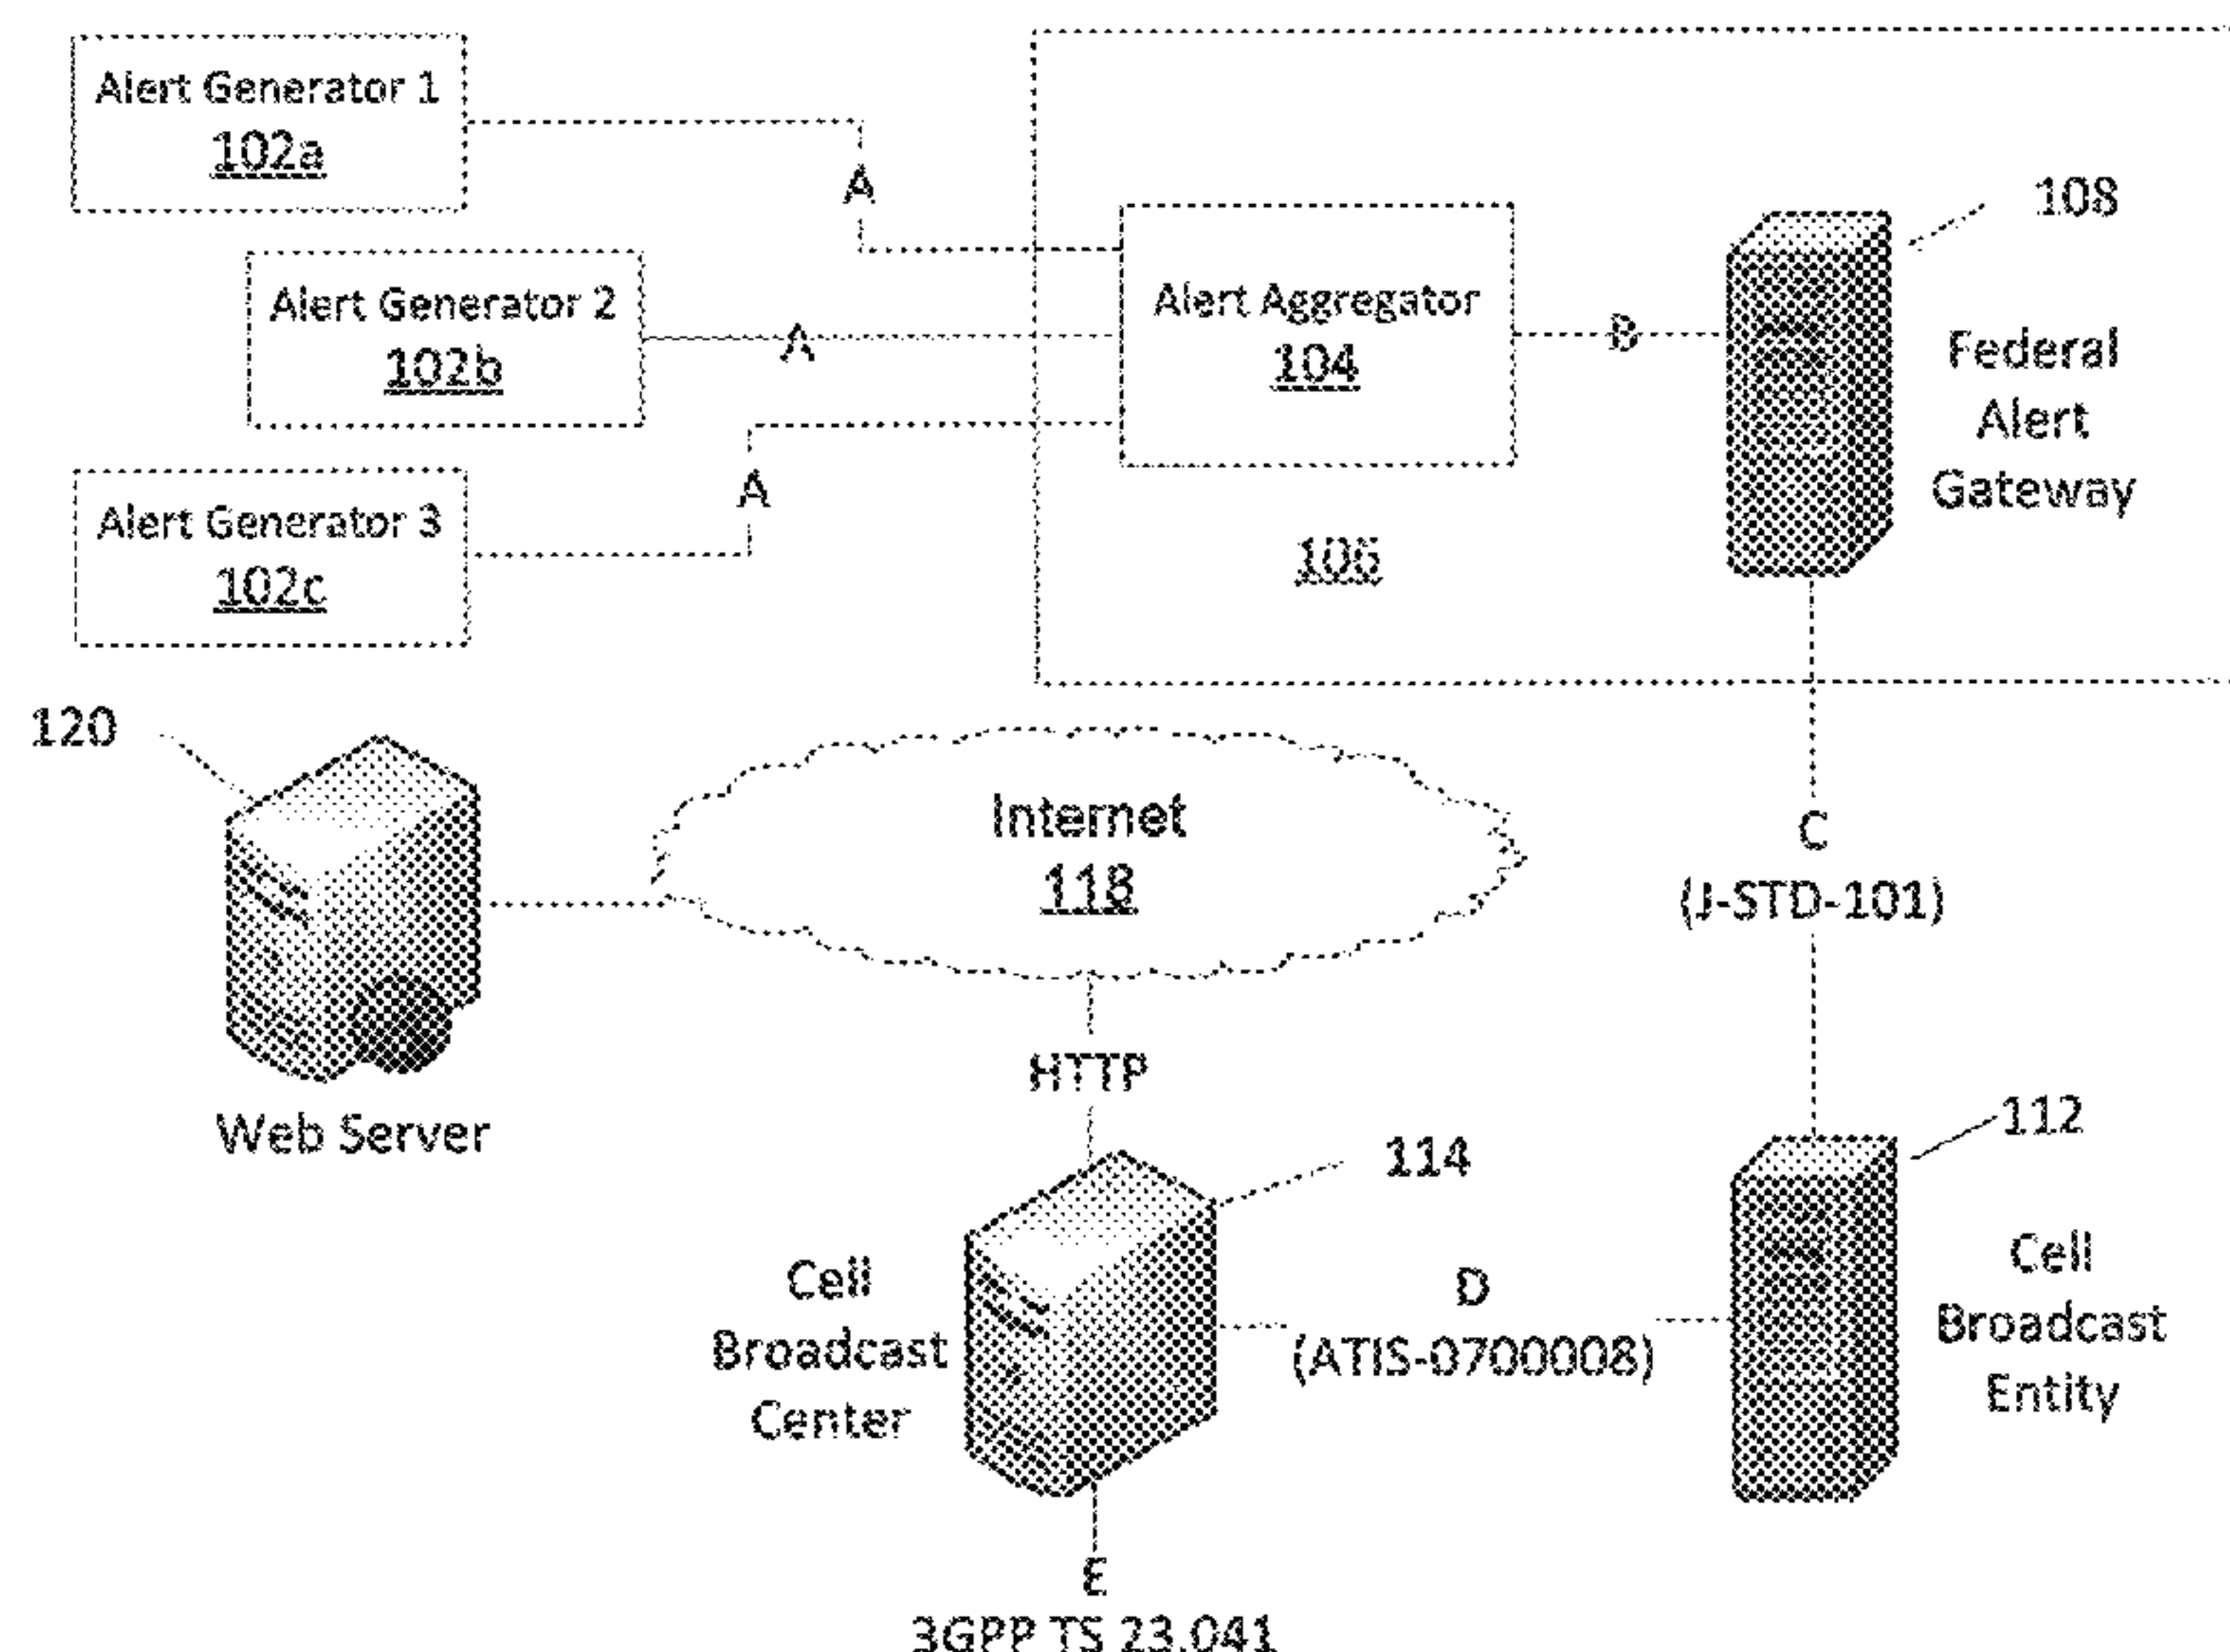 Alert Generator 1
102a
A
108
Alert Generator 2
102b
A
Alert Aggregator
104
B
Federal
Alert
Gateway
Alert Generator 3
102c
A
106
120
Internet
118
C
(J-STD-101)
HTTP
Web Server
114
112
Cell
Broadcast
Center
D
(ATIS-0700008)
Cell
Broadcast
Entity
E
3GPP TS 23.041